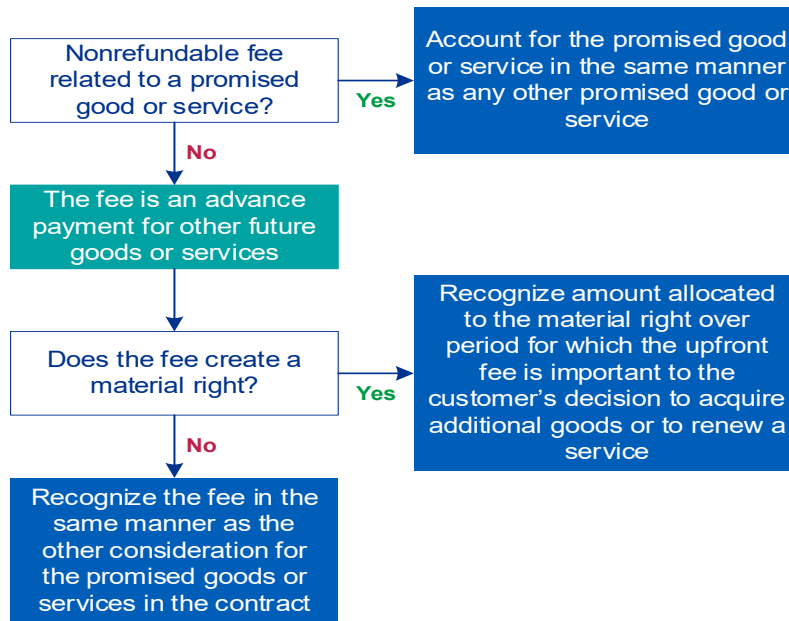 Nonrefundable fee
related to a promised
good or service?
Yes
Account for the promised good
or service in the same manner
as any other promised good or
service
No
The fee is an advance
payment for other future
goods or services
Does the fee create a
material right?
Yes
Recognize amount allocated
to the material right over
period for which the upfront
fee is important to the
customer’s decision to acquire
additional goods or to renew a
service
No
Recognize the fee in the
same manner as the
other consideration for
the promised goods or
services in the contract